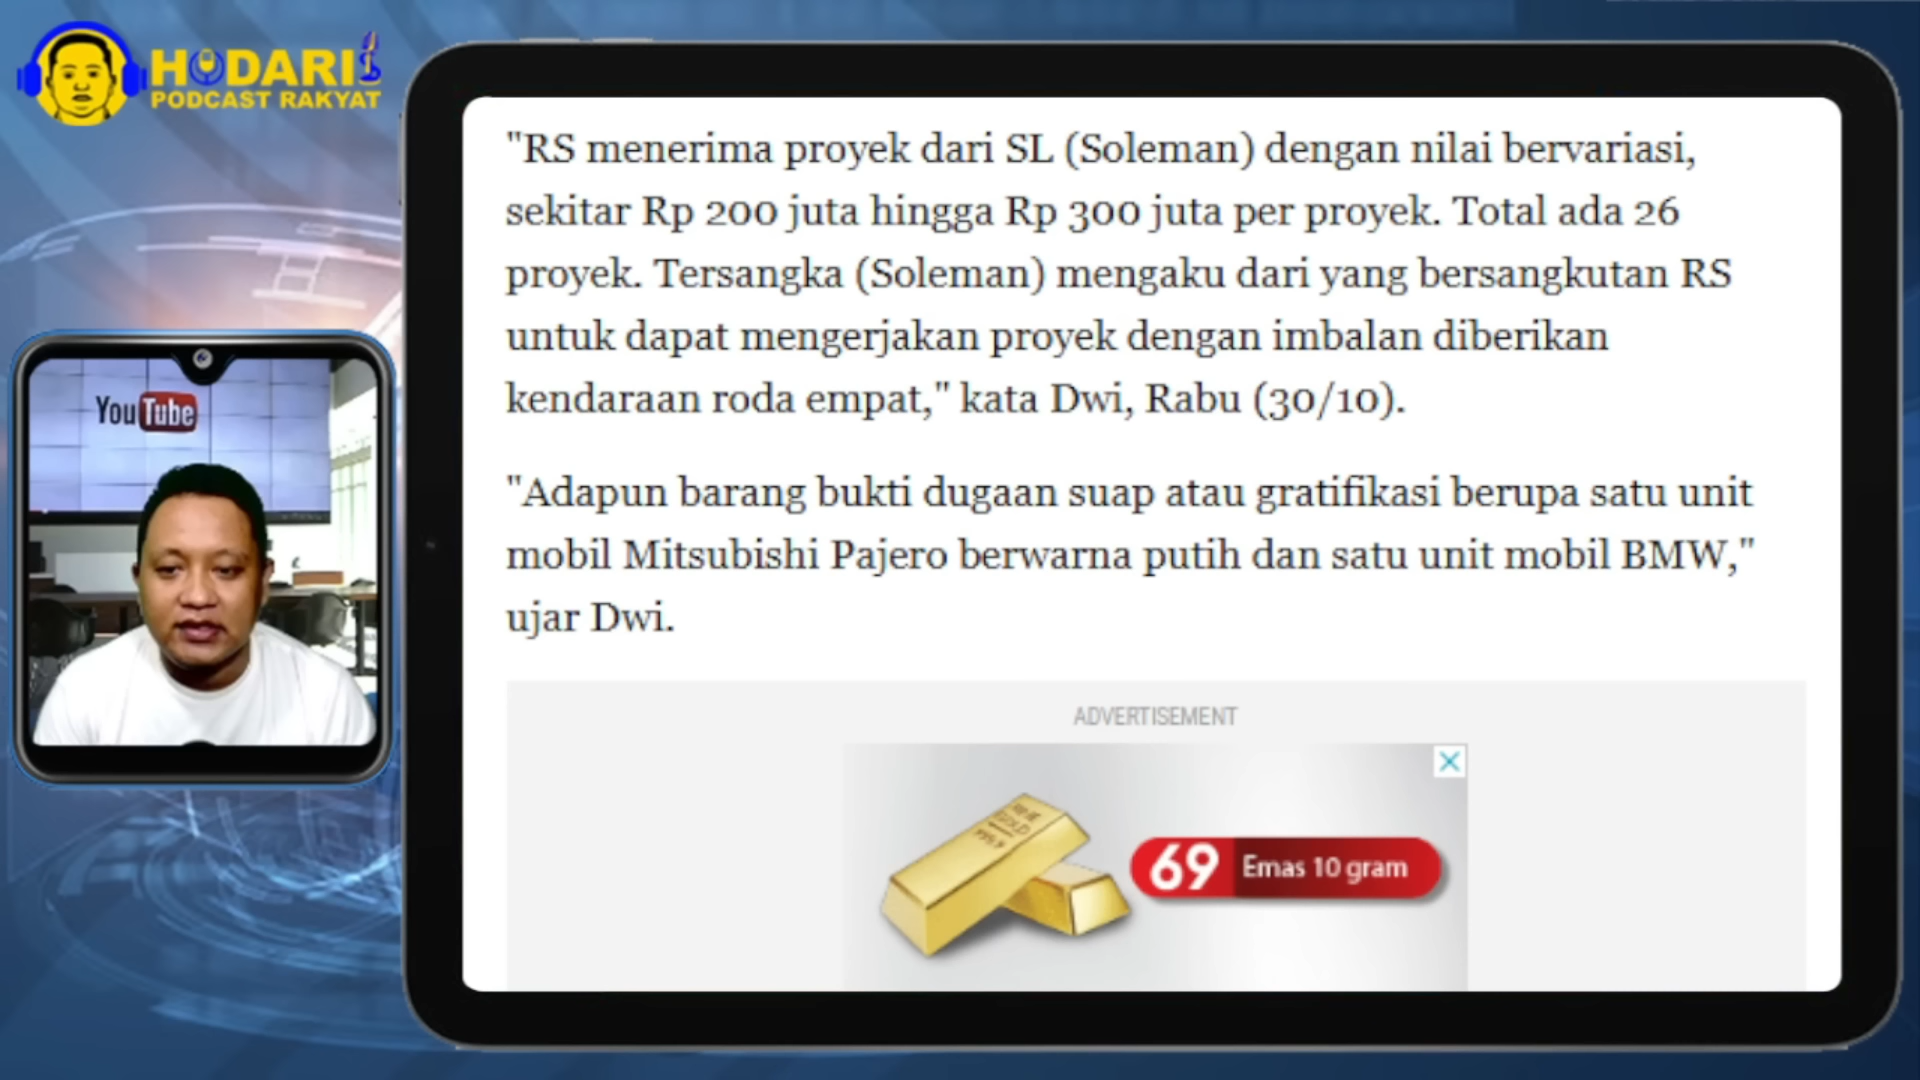 HODARI
PODCAST RAKYAT
YouTube
"RS menerima proyek dari SL (Soleman) dengan nilai bervariasi,
sekitar Rp 200 juta hingga Rp 300 juta per proyek. Total ada 26
proyek. Tersangka (Soleman) mengaku dari yang bersangkutan RS
untuk dapat mengerjakan proyek dengan imbalan diberikan
kendaraan roda empat," kata Dwi, Rabu (30/10).
"Adapun barang bukti dugaan suap atau gratifikasi berupa satu unit
mobil Mitsubishi Pajero berwarna putih dan satu unit mobil BMW,"
ujar Dwi.
ADVERTISEMENT
69 Emas 10 gram